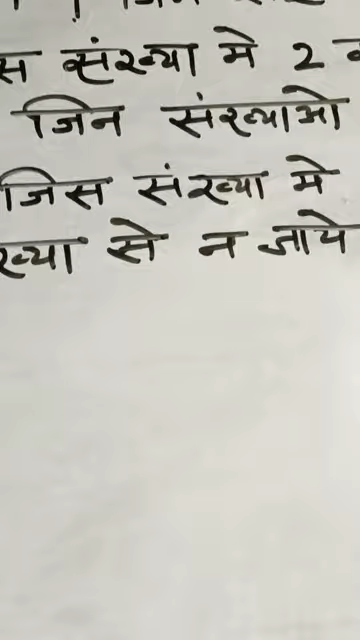 स संख्या मे 2
जिन संख्याओ
जिस संख्या मे
ख्या से न जाये